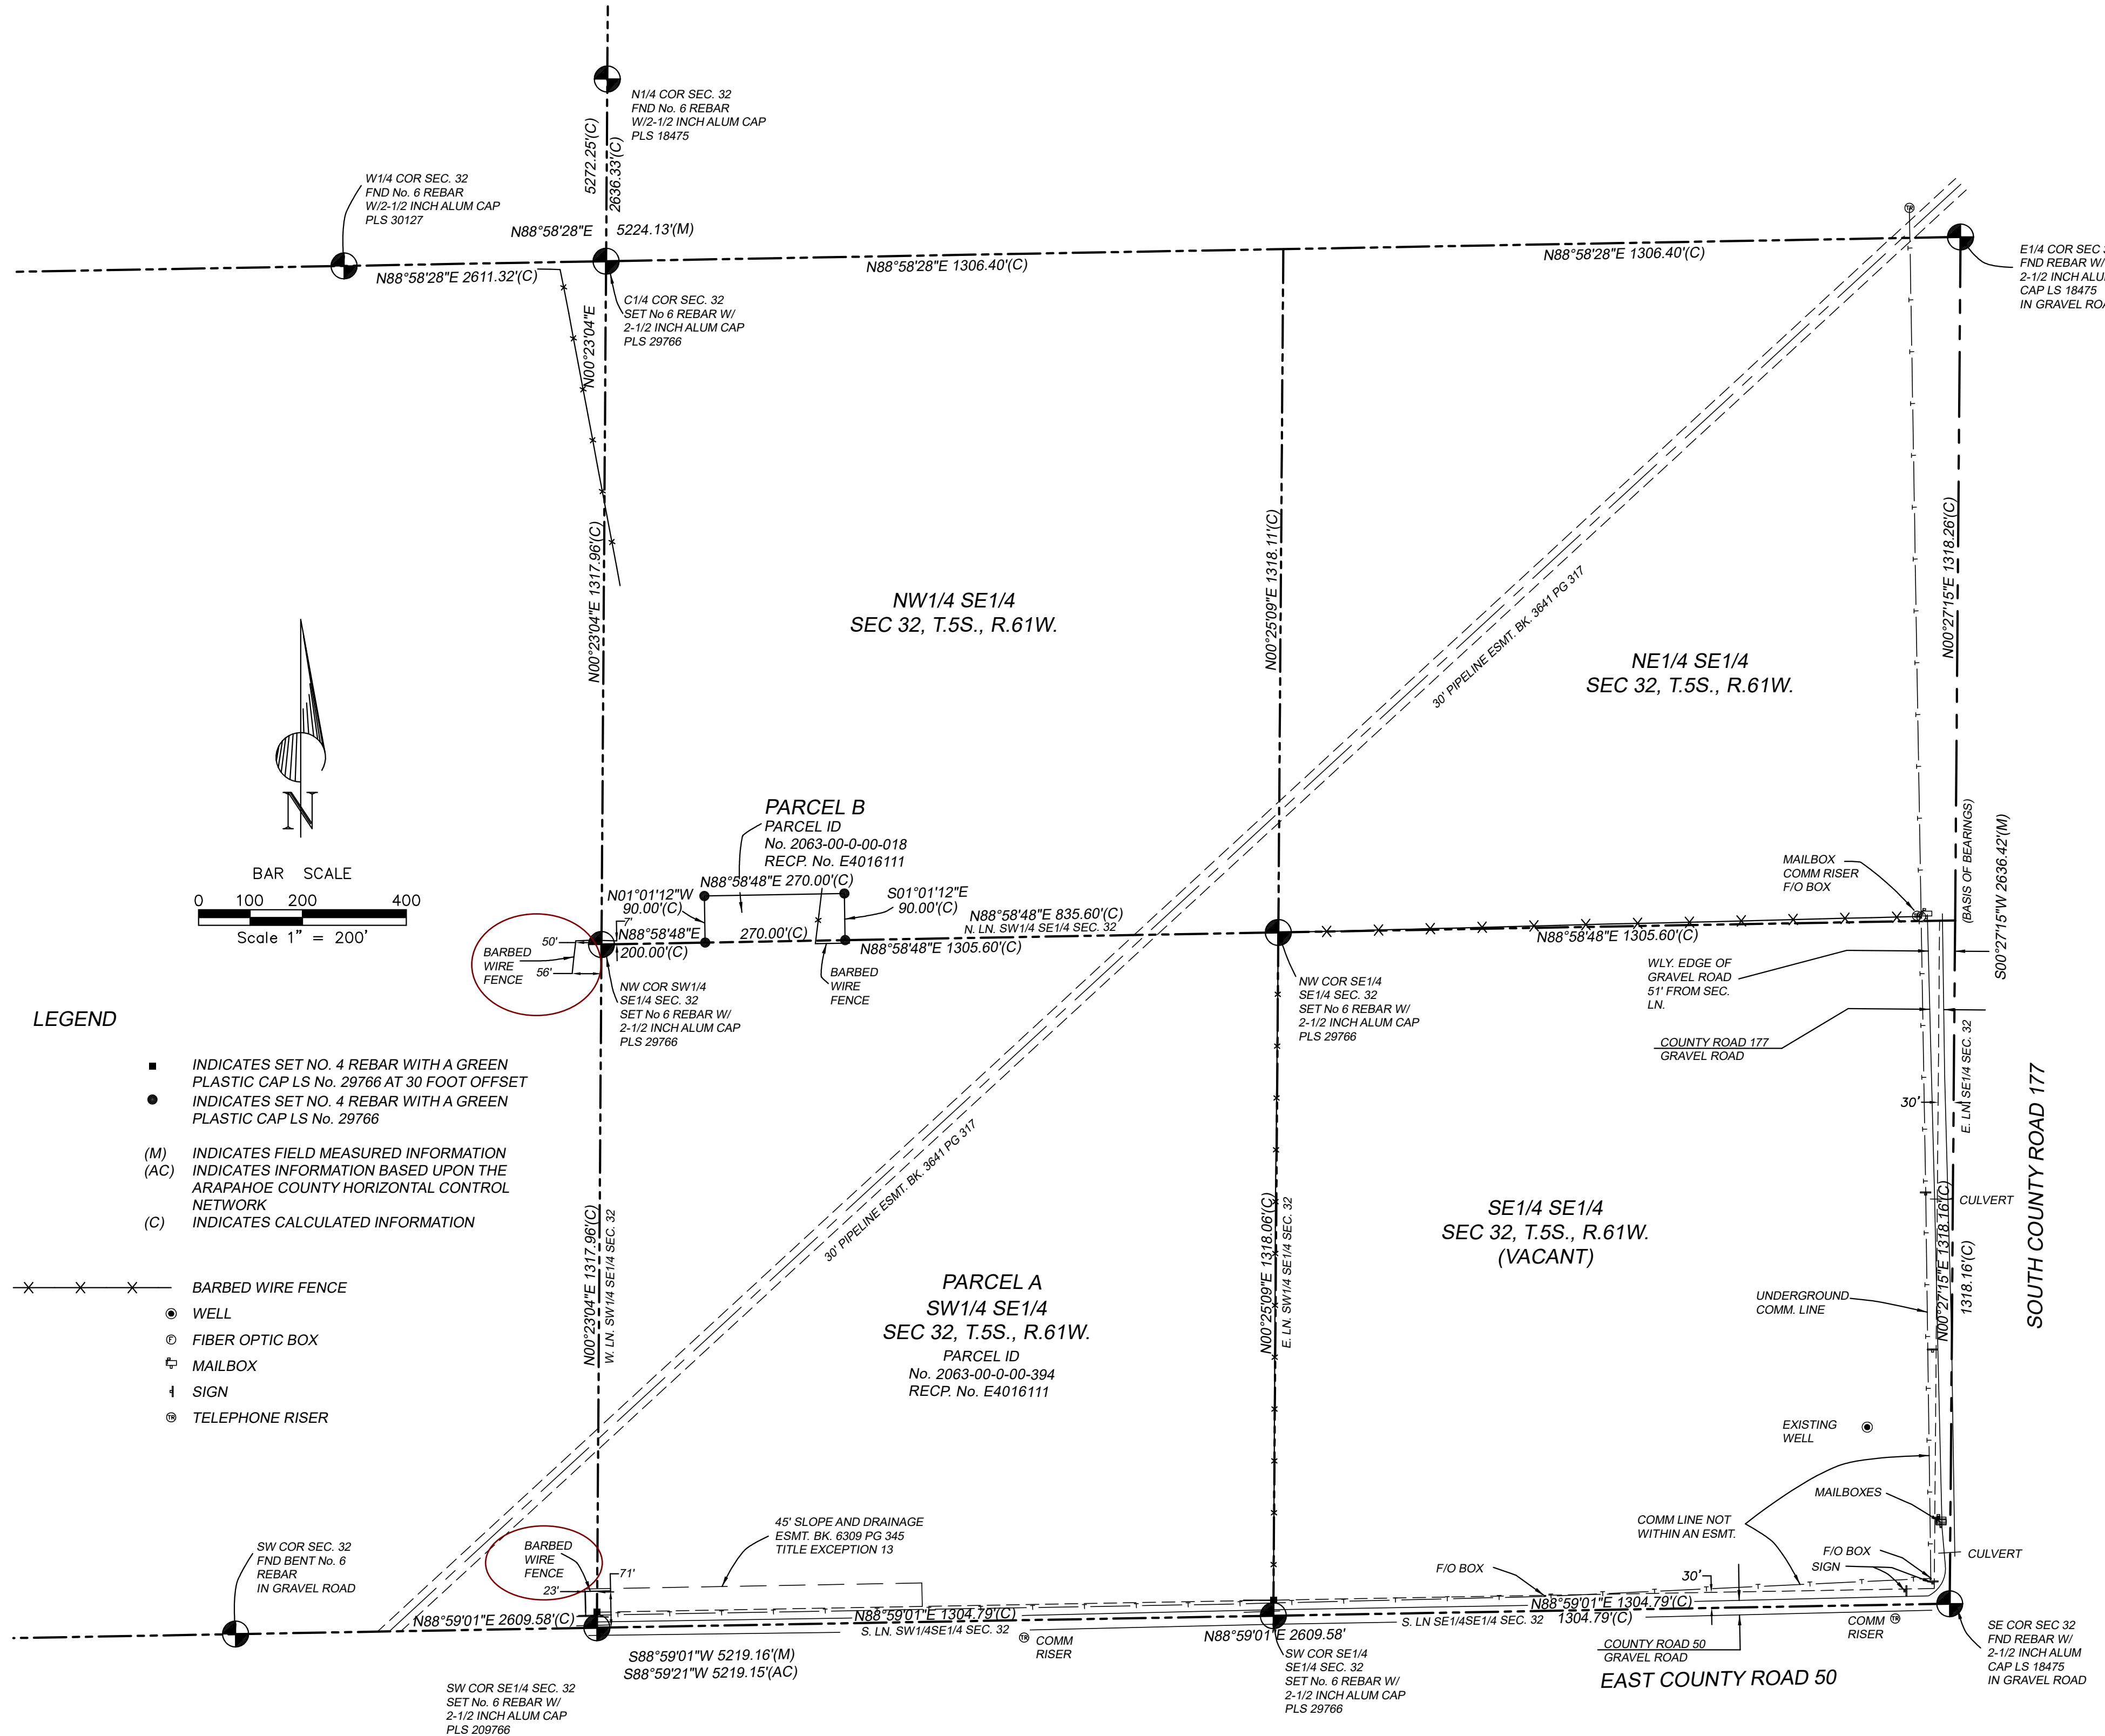 N1/4 COR SEC. 32
FND No. 6 REBAR
W/2-1/2 INCH ALUM CAP
PLS 18475
5272.25'(C)
2636.33'(C)
W1/4 COR SEC. 32
FND No. 6 REBAR
W/2-1/2 INCH ALUM CAP
PLS 30127
N88°58'28"E 5224.13'(M)
N88°58'28"E 2611.32'(C)
N88°58'28"E 1306.40'(C)
N88°58'28"E 1306.40'(C)
E1/4 COR SEC
FND REBAR W/
2-1/2 INCH ALU
CAP LS 18475
IN GRAVEL ROA
C1/4 COR SEC. 32
SET No 6 REBAR W/
2-1/2 INCH ALUM CAP
PLS 29766
N00°23'04"E
N00°23'04"E 1317.96'(C)
N00°25'09"E 1318.11'(C)
N00°27'15"E 1318.26'(C)
NW1/4 SE1/4
SEC 32, T.5S., R.61W.
30' PIPELINE ESMT. BK. 3641 PG 317
NE1/4 SE1/4
SEC 32, T.5S., R.61W.
N
BAR SCALE
0 100 200 400
Scale 1" = 200'
PARCEL B
PARCEL ID
No. 2063-00-0-00-018
RECP. No. E4016111
N88°58'48"E 270.00'(C)
N01°01'12"W
90.00'(C)
S01°01'12"E
90.00'(C)
7'
N88°58'48"E
200.00'(C)
270.00'(C)
N88°58'48"E 835.60'(C)
N. LN. SW1/4 SE1/4 SEC. 32
N88°58'48"E 1305.60'(C)
N88°58'48"E 1305.60'(C)
50'
BARBED
WIRE
FENCE
56'
BARBED
WIRE
FENCE
NW COR SW1/4
SE1/4 SEC. 32
SET No 6 REBAR W/
2-1/2 INCH ALUM CAP
PLS 29766
NW COR SE1/4
SE1/4 SEC. 32
SET No 6 REBAR W/
2-1/2 INCH ALUM CAP
PLS 29766
MAILBOX
COMM RISER
F/O BOX
(BASIS OF BEARINGS)
S00°27'15"W 2636.42'(M)
WLY. EDGE OF
GRAVEL ROAD
51' FROM SEC.
LN.
COUNTY ROAD 177
GRAVEL ROAD
30'
E. LN. SE1/4 SEC. 32
SOUTH COUNTY ROAD 177
LEGEND
INDICATES SET NO. 4 REBAR WITH A GREEN
PLASTIC CAP LS No. 29766 AT 30 FOOT OFFSET
INDICATES SET NO. 4 REBAR WITH A GREEN
PLASTIC CAP LS No. 29766
(M) INDICATES FIELD MEASURED INFORMATION
(AC) INDICATES INFORMATION BASED UPON THE
ARAPAHOE COUNTY HORIZONTAL CONTROL
NETWORK
(C) INDICATES CALCULATED INFORMATION
BARBED WIRE FENCE
WELL
F FIBER OPTIC BOX
MAILBOX
SIGN
TR TELEPHONE RISER
30' PIPELINE ESMT. BK. 3641 PG 317
N00°23'04"E 1317.96'(C)
W. LN. SW1/4 SE1/4 SEC. 32
PARCEL A
SW1/4 SE1/4
SEC 32, T.5S., R.61W.
PARCEL ID
No. 2063-00-0-00-394
RECP. No. E4016111
N00°25'09"E 1318.06'(C)
E. LN. SW1/4 SE1/4 SEC. 32
SE1/4 SE1/4
SEC 32, T.5S., R.61W.
(VACANT)
CULVERT
N00°27'15"E 1318.16'(C)
1318.16'(C)
UNDERGROUND
COMM. LINE
EXISTING
WELL
MAILBOXES
COMM LINE NOT
WITHIN AN ESMT.
F/O BOX
SIGN
CULVERT
SW COR SEC. 32
FND BENT No. 6
REBAR
IN GRAVEL ROAD
BARBED
WIRE
FENCE
23'
71'
45' SLOPE AND DRAINAGE
ESMT. BK. 6309 PG 345
TITLE EXCEPTION 13
F/O BOX
30'
N88°59'01"E 2609.58'(C)
N88°59'01"E 1304.79'(C)
S. LN. SW1/4SE1/4 SEC. 32
N88°59'01"E 1304.79'(C)
1304.79'(C)
S. LN SE1/4SE1/4 SEC. 32
N88°59'01"E 2609.58'
TR COMM
RISER
COMM TR
RISER
S88°59'01"W 5219.16'(M)
S88°59'21"W 5219.15'(AC)
COUNTY ROAD 50
GRAVEL ROAD
EAST COUNTY ROAD 50
SW COR SE1/4 SEC. 32
SET No. 6 REBAR W/
2-1/2 INCH ALUM CAP
PLS 209766
SW COR SE1/4
SE1/4 SEC. 32
SET No. 6 REBAR W/
2-1/2 INCH ALUM CAP
PLS 29766
SE COR SEC 32
FND REBAR W/
2-1/2 INCH ALUM
CAP LS 18475
IN GRAVEL ROAD